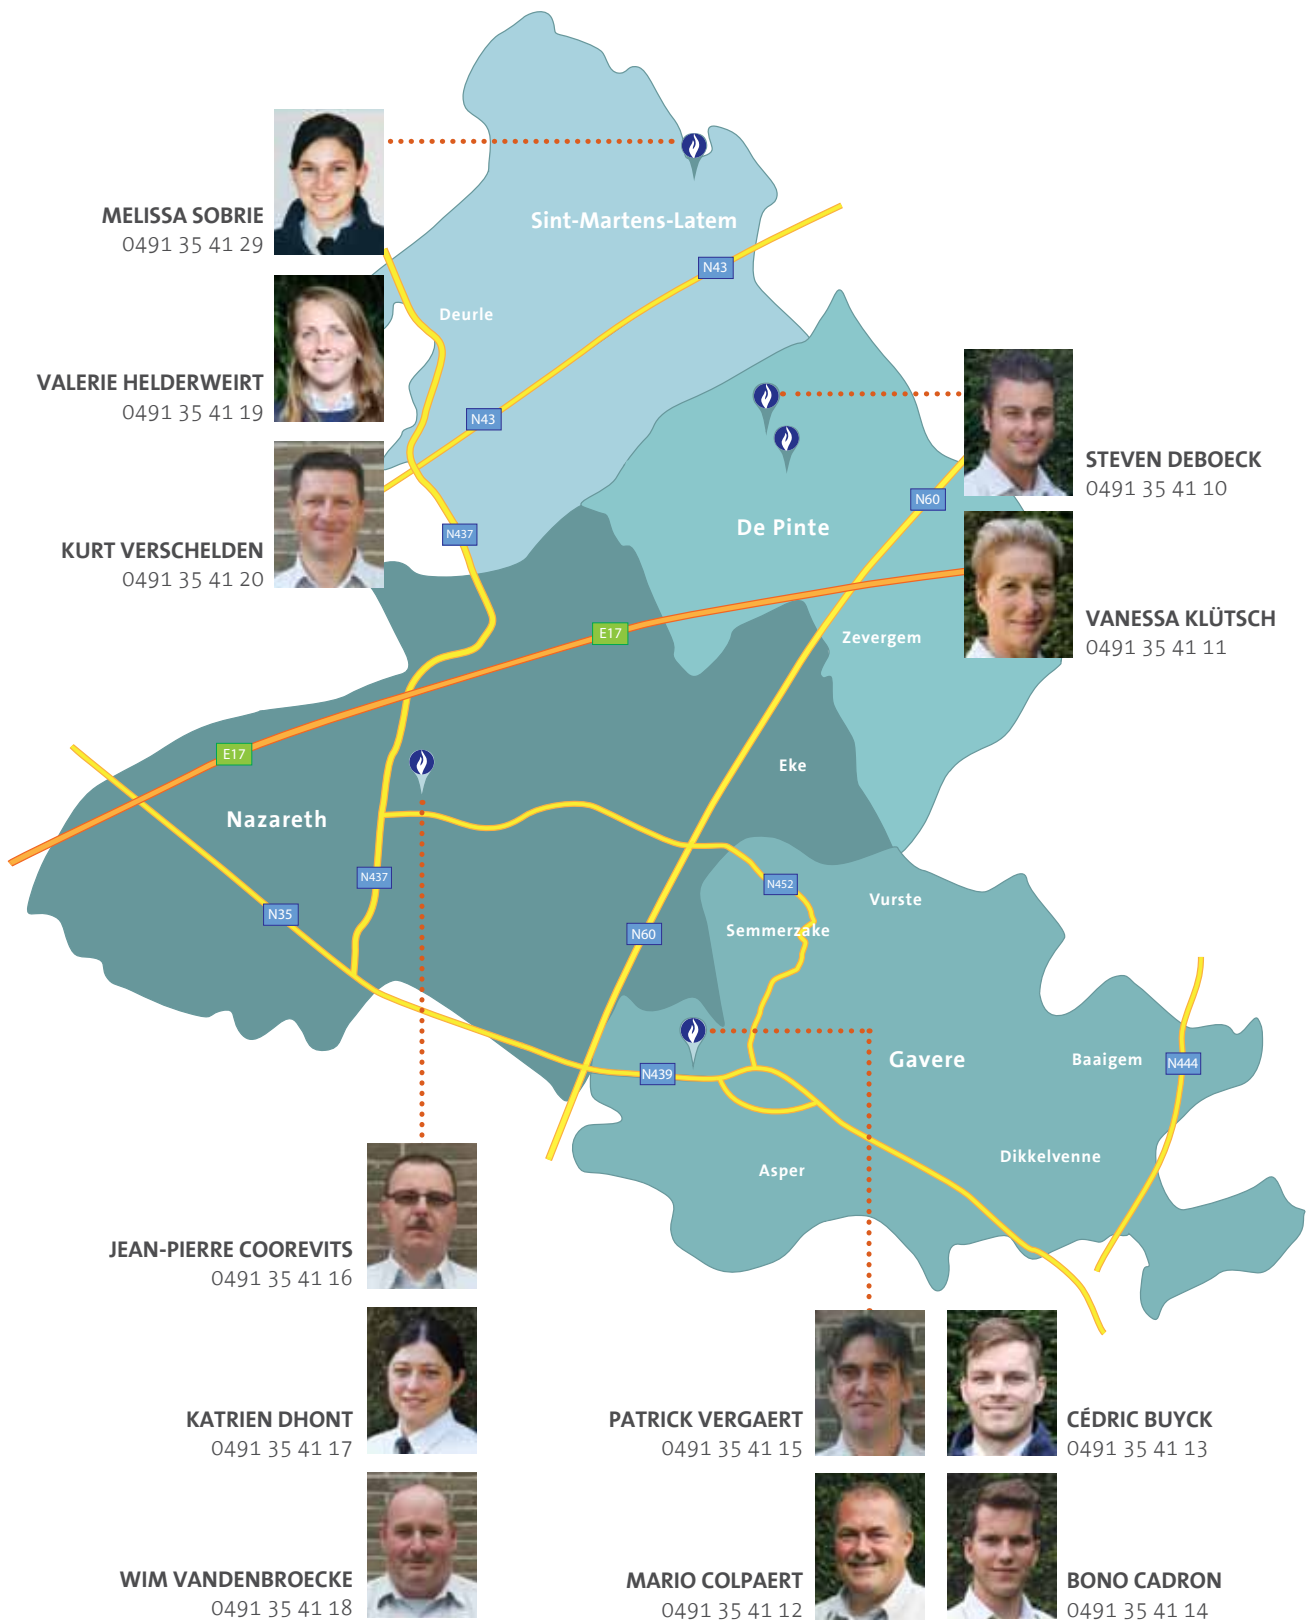 MELISSA SOBRIE
0491 35 41 29
Sint-Martens-Latem
N43
VALERIE HELDERWEIRT
0491 35 41 19
Deurle
N43
KURT VERSCHELDEN
0491 35 41 20
N437
STEVEN DEBOECK
0491 35 41 10
N60
De Pinte
VANESSA KLÜTSCH
0491 35 41 11
E17
Zevergem
E17
Eke
Nazareth
N437
N35
N452
Vurste
N60
Semmerzake
Gavere
Baaigem
N444
N439
Asper
Dikkelvenne
JEAN-PIERRE COOREVITS
0491 35 41 16
KATRIEN DHONT
0491 35 41 17
WIM VANDENBROECKE
0491 35 41 18
PATRICK VERGAERT
0491 35 41 15
CÉDRIC BUYCK
0491 35 41 13
MARIO COLPAERT
0491 35 41 12
BONO CADRON
0491 35 41 14